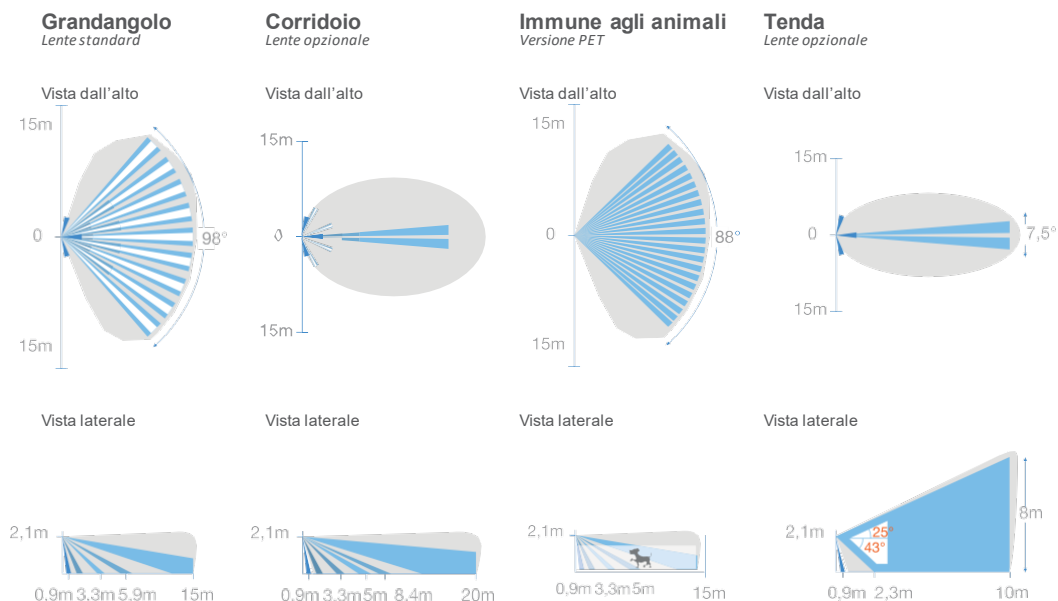 Grandangolo
Lente standard
Vista dall'alto
15m
0
98°
15m
Vista laterale
2,1m
0,9m 3,3m 5,9m 15m
Corridoio
Lente opzionale
Vista dall'alto
15m
0
15m
Vista laterale
2,1m
0,9m 3,3m 5m 8,4m 20m
Immune agli animali
Versione PET
Vista dall'alto
15m
0
88°
15m
Vista laterale
2,1m
0,9m 3,3m 5m 15m
Tenda
Lente opzionale
Vista dall'alto
15m
0
7,5°
15m
Vista laterale
2,1m
25°
43°
8m
0,9m 2,3m 10m